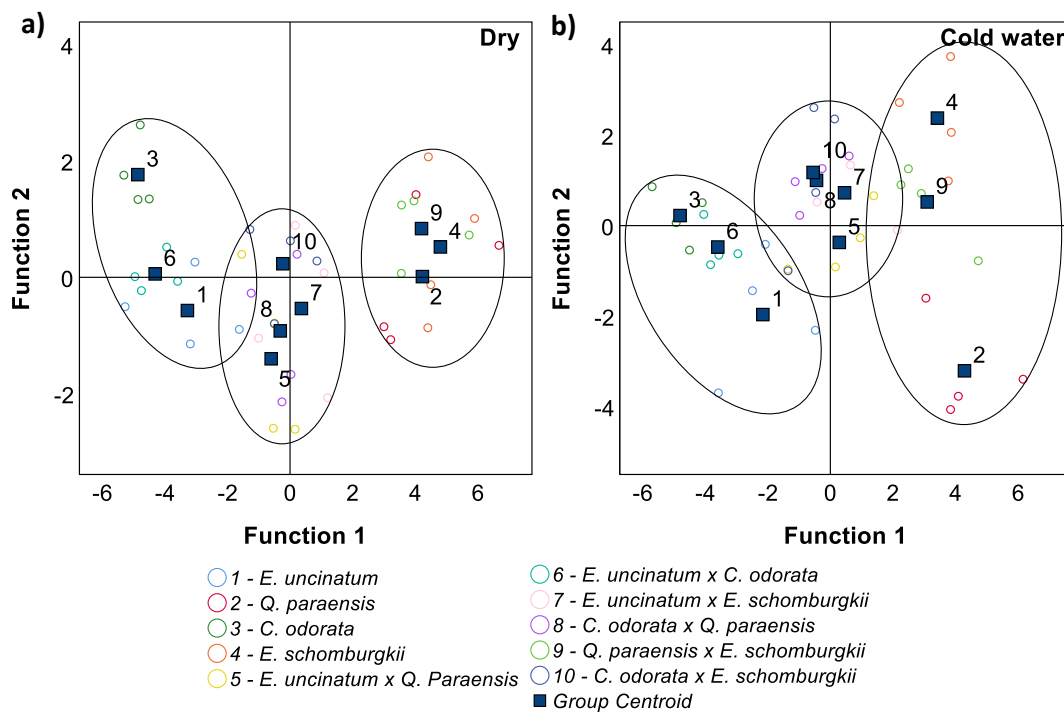 a)
Dry
Function 2
4
2
0
-2
-6
-4
-2
0
2
4
6
Function 1
3
6
1
10
7
8
5
9
4
2
b)
Cold water
Function 2
4
2
0
-2
-4
-6
-4
-2
0
2
4
6
Function 1
3
6
1
10
7
8
5
4
9
2
1 - E. uncinatum
2 - Q. paraensis
3 - C. odorata
4 - E. schomburgkii
5 - E. uncinatum x Q. Paraensis
6 - E. uncinatum x C. odorata
7 - E. uncinatum x E. schomburgkii
8 - C. odorata x Q. paraensis
9 - Q. paraensis x E. schomburgkii
10 - C. odorata x E. schomburgkii
Group Centroid